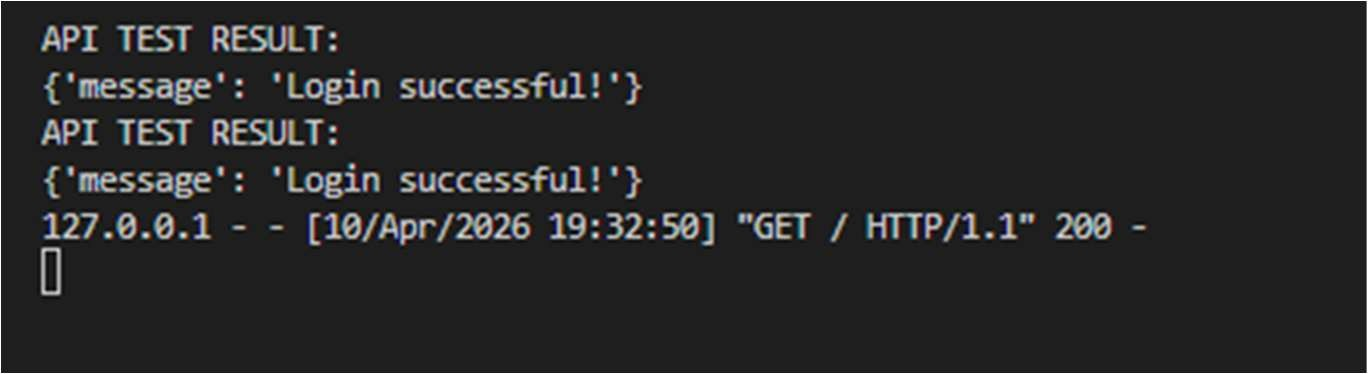 API TEST RESULT:
{'message': 'Login successful!'}
API TEST RESULT:
{'message': 'Login successful!'}
127.0.0.1 - - [10/Apr/2026 19:32:50] "GET / HTTP/1.1" 200 -